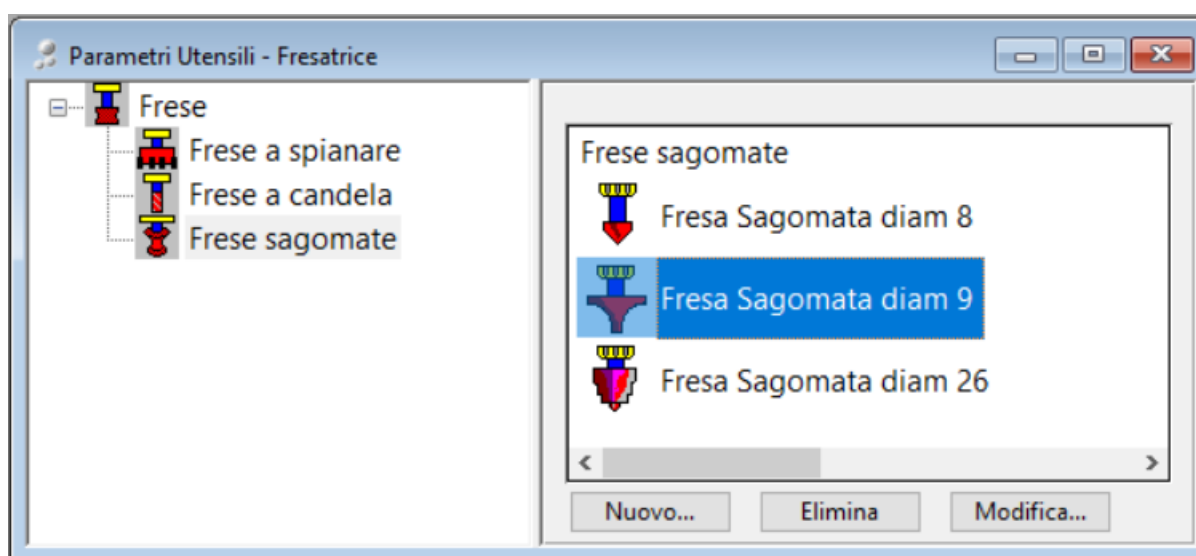 Parametri Utensili - Fresatrice
Frese
Frese a spianare
Frese a candela
Frese sagomate
Frese sagomate
Fresa Sagomata diam 8
Fresa Sagomata diam 9
Fresa Sagomata diam 26
Nuovo... Elimina Modifica...